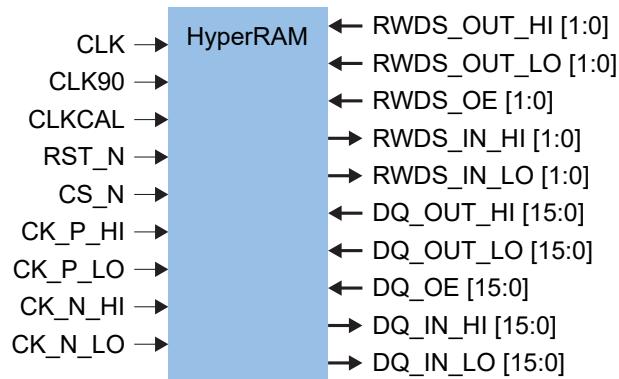 HyperRAM
CLK
CLK90
CLKCAL
RST_N
CS_N
CK_P_HI
CK_P_LO
CK_N_HI
CK_N_LO
RWDS_OUT_HI [1:0]
RWDS_OUT_LO [1:0]
RWDS_OE [1:0]
RWDS_IN_HI [1:0]
RWDS_IN_LO [1:0]
DQ_OUT_HI [15:0]
DQ_OUT_LO [15:0]
DQ_OE [15:0]
DQ_IN_HI [15:0]
DQ_IN_LO [15:0]